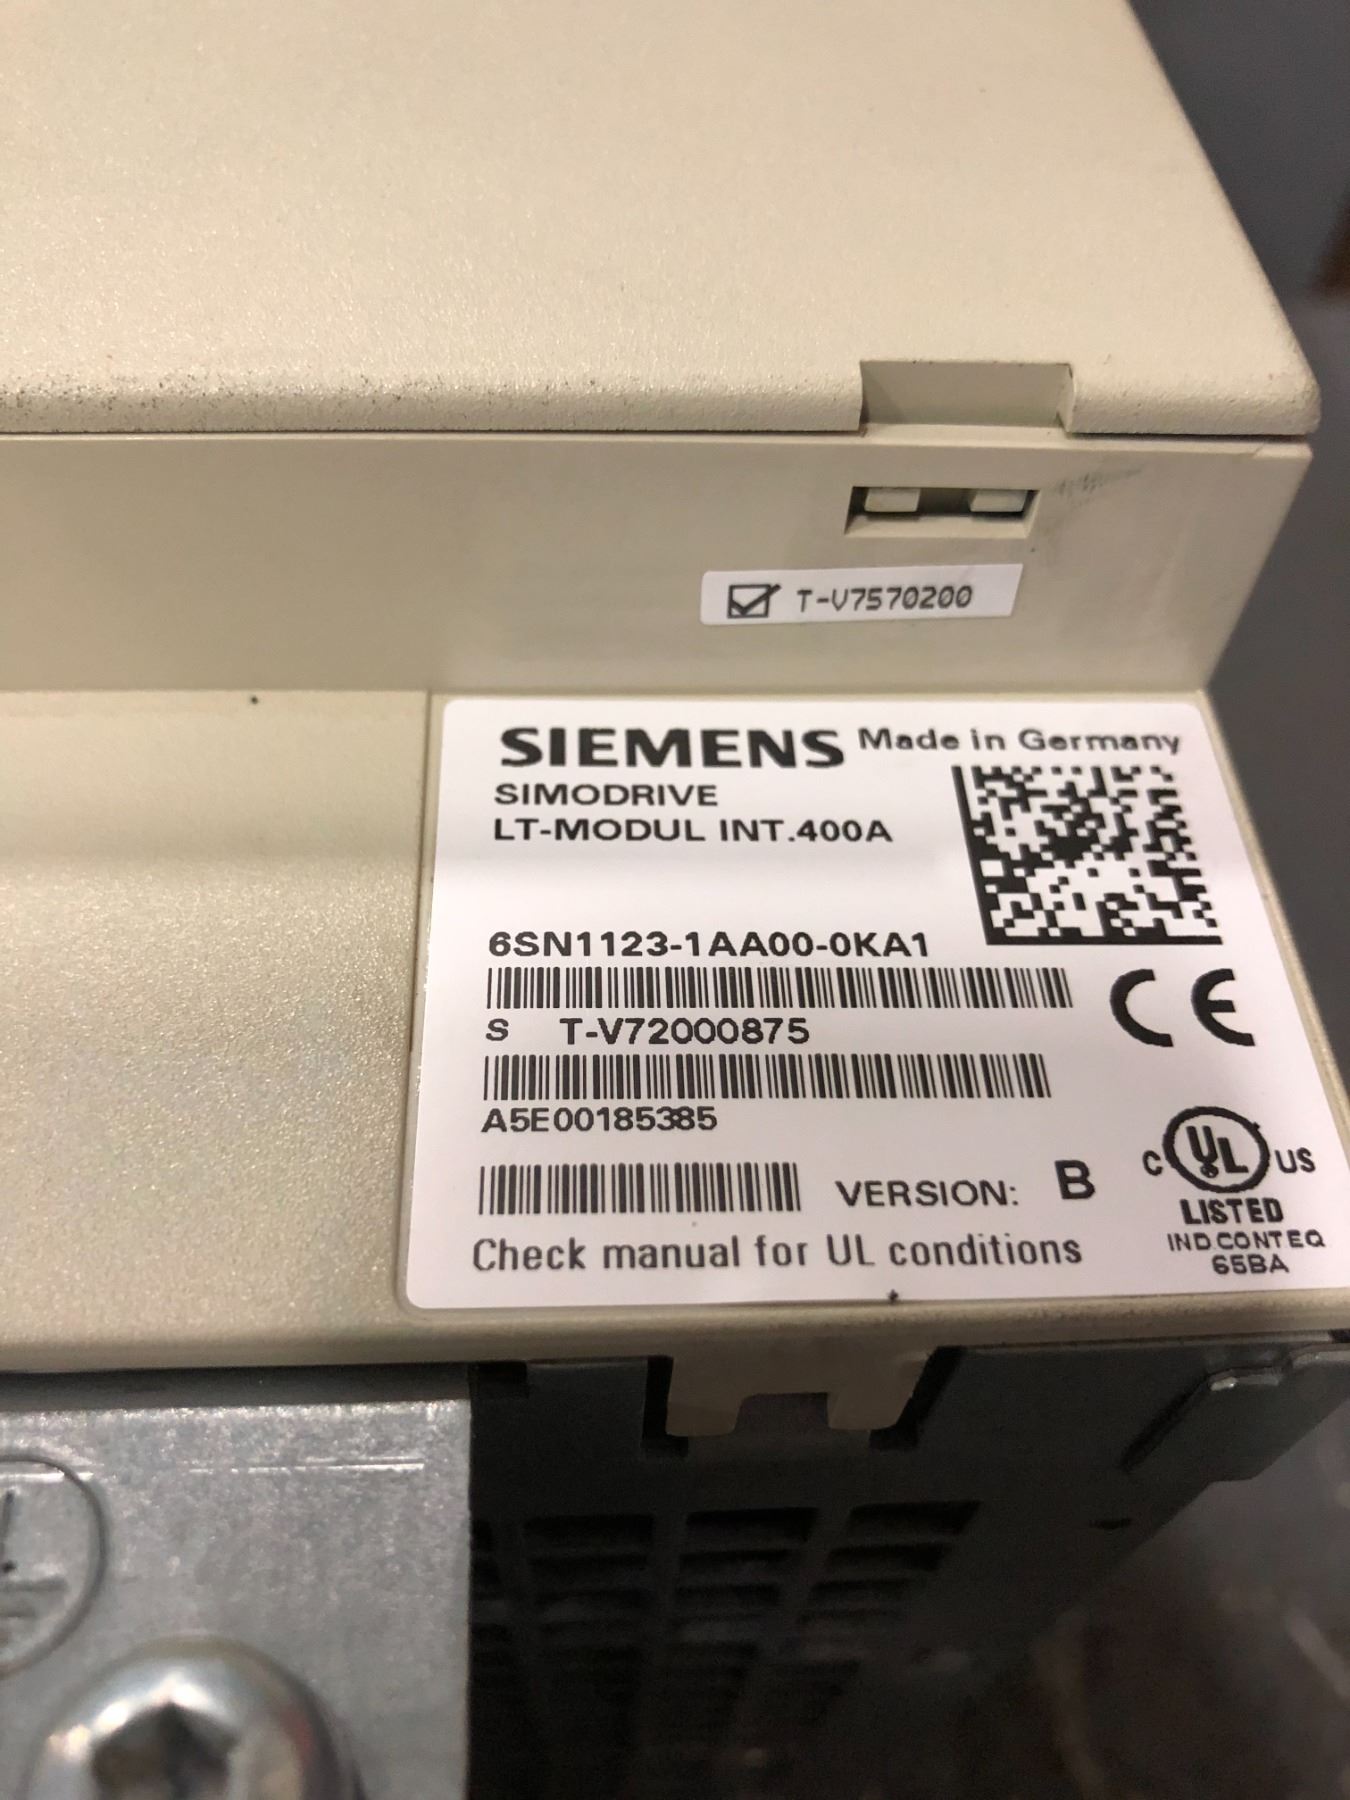 T-V7570200
SIEMENS Made in Germany
SIMODRIVE
LT-MODUL INT.400A
6SN1123-1AA00-0KA1
S T-V72000875
A5E00185385
VERSION: B
Check manual for UL conditions
CE
C UL US
LISTED
IND.CONT EQ
65BA